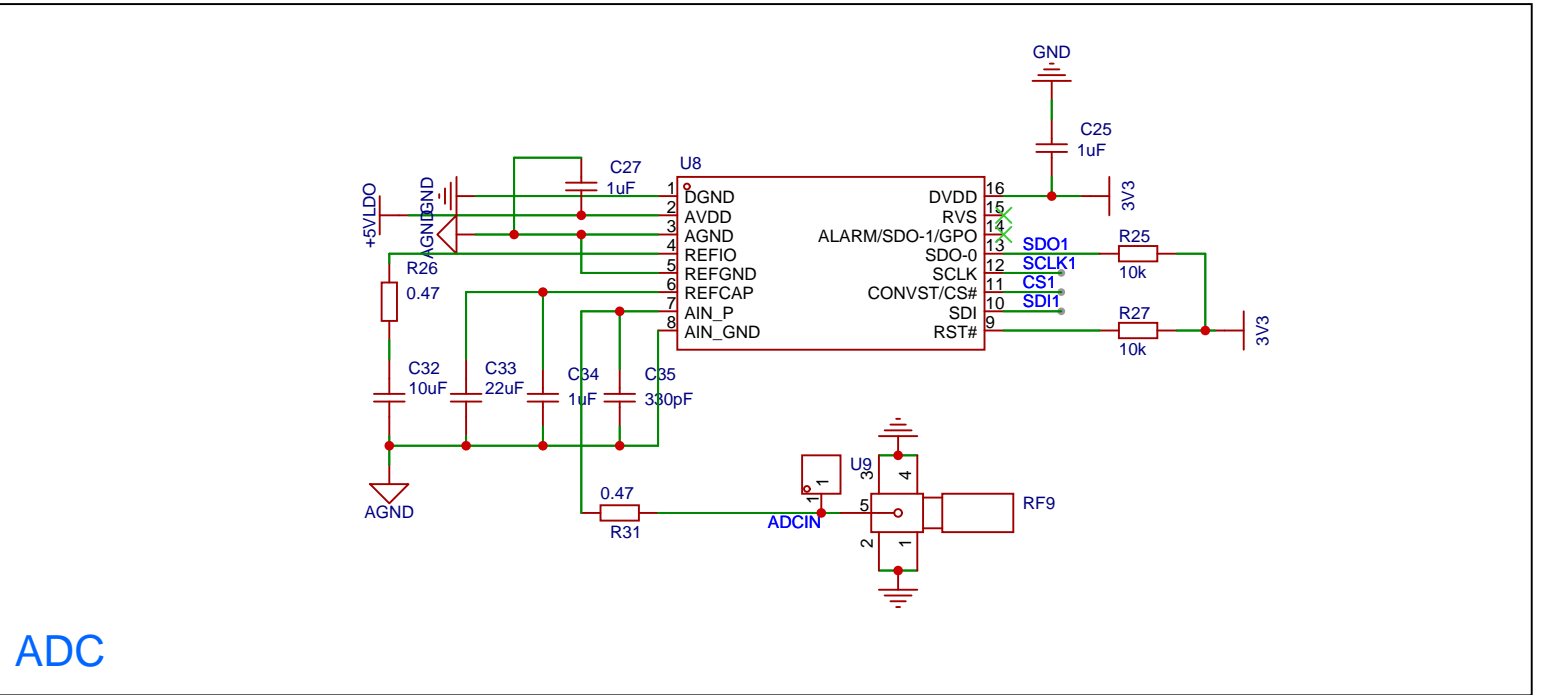 GND
C25
1uF
C27
1uF
U8
+5VLDO
GND
AGND
1
DGND
2
AVDD
3
AGND
4
REFIO
5
REFGND
6
REFCAP
7
AIN_P
8
AIN_GND
DVDD
16
RVS
15
ALARM/SDO-1/GPO
14
SDO-0
13
SCLK
12
CONVST/CS#
11
SDI
10
RST#
9
3V3
SDO1
SCLK1
CS1
SDI1
R25
10k
R27
10k
3V3
R26
0.47
C32
10uF
C33
22uF
C34
1uF
C35
330pF
AGND
0.47
R31
ADCIN
U9
1
1
3
4
5
2
1
RF9
ADC